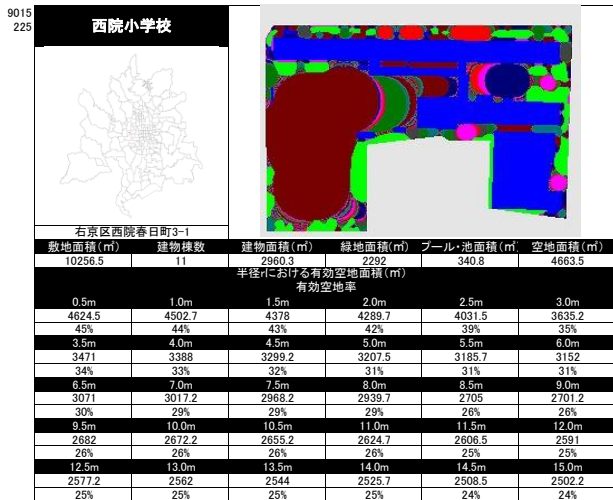 9015
225
西院小学校
右京区西院春日町3-1
敷地面積(㎡) 建物棟数 建物面積(㎡) 緑地面積(㎡) プール・池面積(㎡) 空地面積(㎡)
10256.5 11 2960.3 2292 340.8 4663.5
半径rにおける有効空地面積(㎡)
有効空地率
0.5m 1.0m 1.5m 2.0m 2.5m 3.0m
4624.5 4502.7 4378 4289.7 4031.5 3635.2
45% 44% 43% 42% 39% 35%
3.5m 4.0m 4.5m 5.0m 5.5m 6.0m
3471 3388 3299.2 3207.5 3185.7 3152
34% 33% 32% 31% 31% 31%
6.5m 7.0m 7.5m 8.0m 8.5m 9.0m
3071 3017.2 2968.2 2939.7 2705 2701.2
30% 29% 29% 29% 26% 26%
9.5m 10.0m 10.5m 11.0m 11.5m 12.0m
2682 2672.2 2655.2 2624.7 2606.5 2591
26% 26% 26% 26% 25% 25%
12.5m 13.0m 13.5m 14.0m 14.5m 15.0m
2577.2 2562 2544 2525.7 2508.5 2502.2
25% 25% 25% 25% 24% 24%